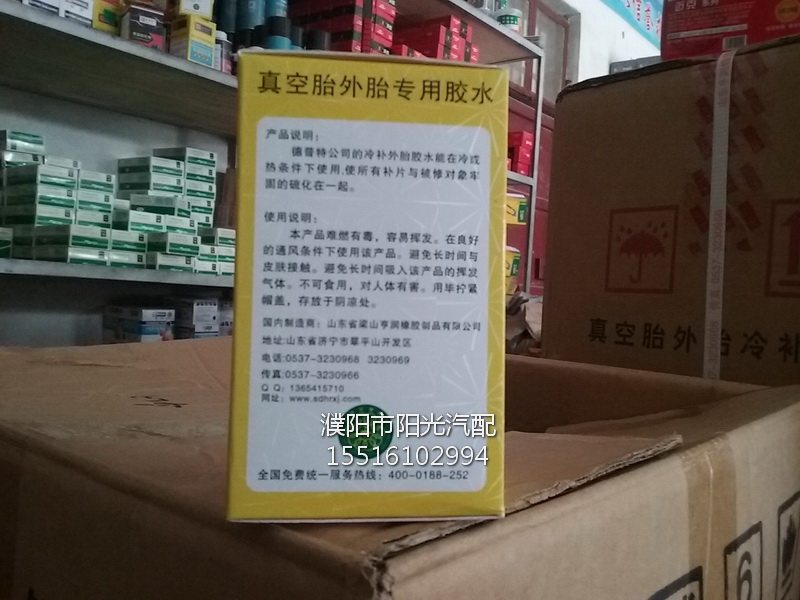 真空胎外胎专用胶水
产品说明：
德普特公司的冷补外胎胶水能在冷或
热条件下使用,使所有补片与被修对象牢
固的硫化在一起。
使用说明：
本产品难燃有毒，容易挥发。在良好
的通风条件下使用该产品。避免长时间与
皮肤接触。避免长时间吸入该产品的挥发
气体。不可食用，对人体有害。用毕拧紧
帽盖，存放于阴凉处。
国内制造商：山东省梁山亨润橡胶制品有限公司
地址:山东省济宁市翠平山开发区
电话:0537-3230968 3230969
传真:0537-3230966
Q Q：1365415710
网址：www.sdhrxj.com
濮阳市阳光汽配
15516102994
全国免费统一服务热线：400-0188-252
真空胎外胎冷补
6